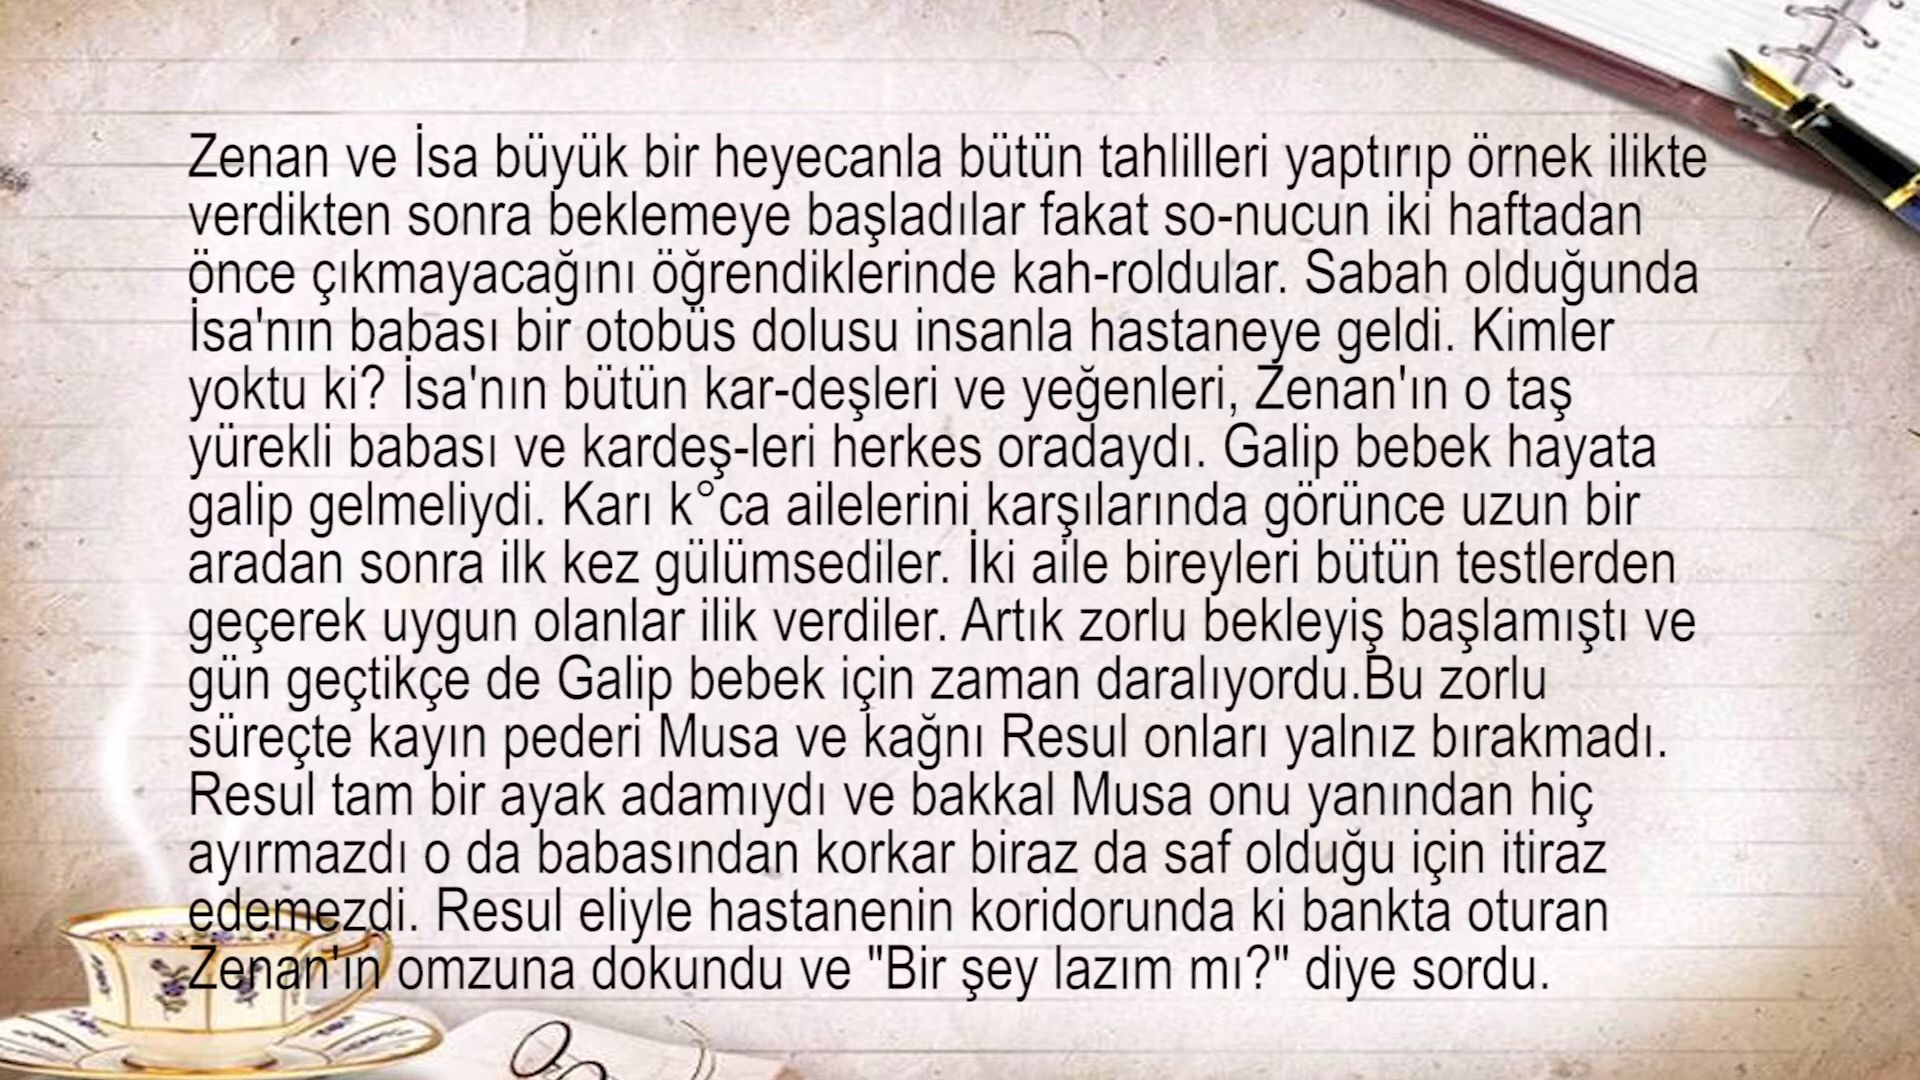 Zenan ve İsa büyük bir heyecanla bütün tahlilleri yaptırıp örnek ilikte
verdikten sonra beklemeye başladılar fakat so-nucun iki haftadan
önce çıkmayacağını öğrendiklerinde kah-roldular. Sabah olduğunda
İsa'nın babası bir otobüs dolusu insanla hastaneye geldi. Kimler
yoktu ki? İsa'nın bütün kar-deşleri ve yeğenleri, Zenan'ın o taş
yürekli babası ve kardeş-leri herkes oradaydı. Galip bebek hayata
galip gelmeliydi. Karı k°ca ailelerini karşılarında görünce uzun bir
aradan sonra ilk kez gülümsediler. İki aile bireyleri bütün testlerden
geçerek uygun olanlar ilik verdiler. Artık zorlu bekleyiş başlamıştı ve
gün geçtikçe de Galip bebek için zaman daralıyordu.Bu zorlu
süreçte kayın pederi Musa ve kağnı Resul onları yalnız bırakmadı.
Resul tam bir ayak adamıydı ve bakkal Musa onu yanından hiç
ayırmazdı o da babasından korkar biraz da saf olduğu için itiraz
edemezdi. Resul eliyle hastanenin koridorunda ki bankta oturan
Zenan'ın omzuna dokundu ve "Bir şey lazım mı?" diye sordu.